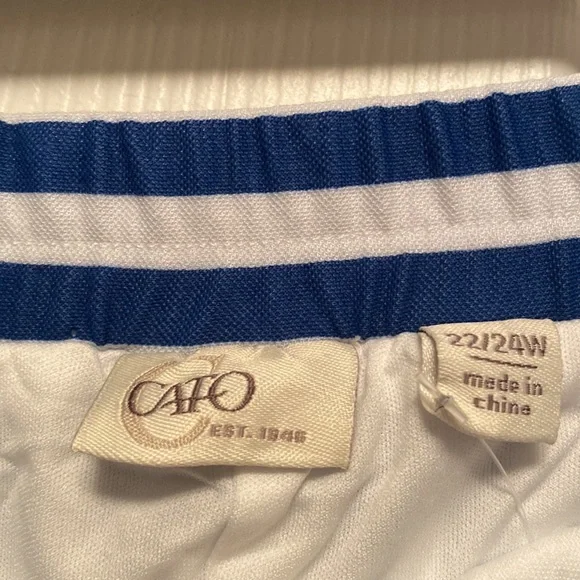 C
CATO
EST. 1946
22/24W
made in
china